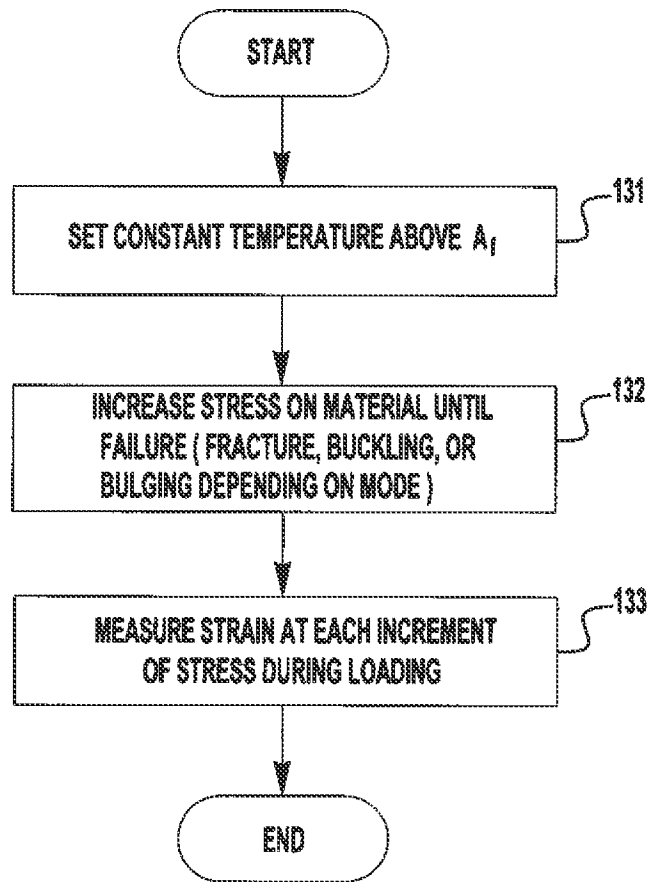 START
131
SET CONSTANT TEMPERATURE ABOVE Af
132
INCREASE STRESS ON MATERIAL UNTIL
FAILURE ( FRACTURE, BUCKLING, OR
BULGING DEPENDING ON MODE )
133
MEASURE STRAIN AT EACH INCREMENT
OF STRESS DURING LOADING
END